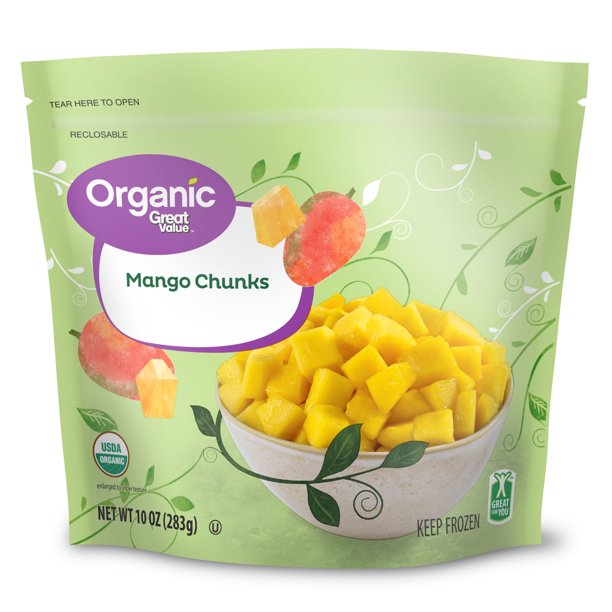 TEAR HERE TO OPEN
RECLOSABLE
Organic
Great
Value™
Mango Chunks
USDA
ORGANIC
enlarged to show texture
NET WT 10 OZ (283g) U
KEEP FROZEN
GREAT
FOR YOU